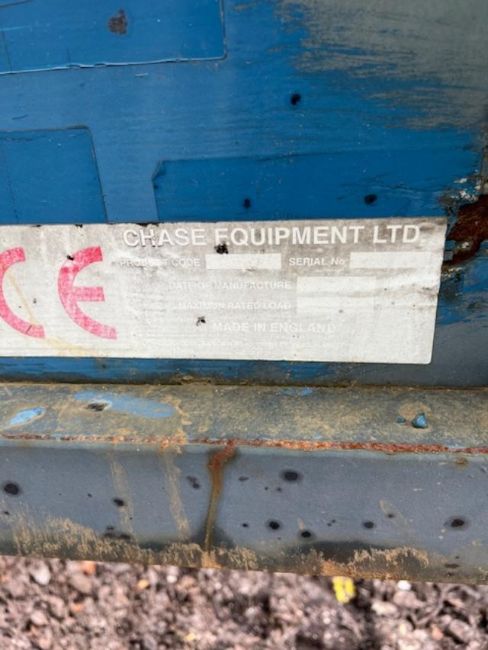 CE
CHASE EQUIPMENT LTD
PRODUCT CODE SERIAL No
DATE OF MANUFACTURE
MAXIMUM RATED LOAD
MADE IN ENGLAND